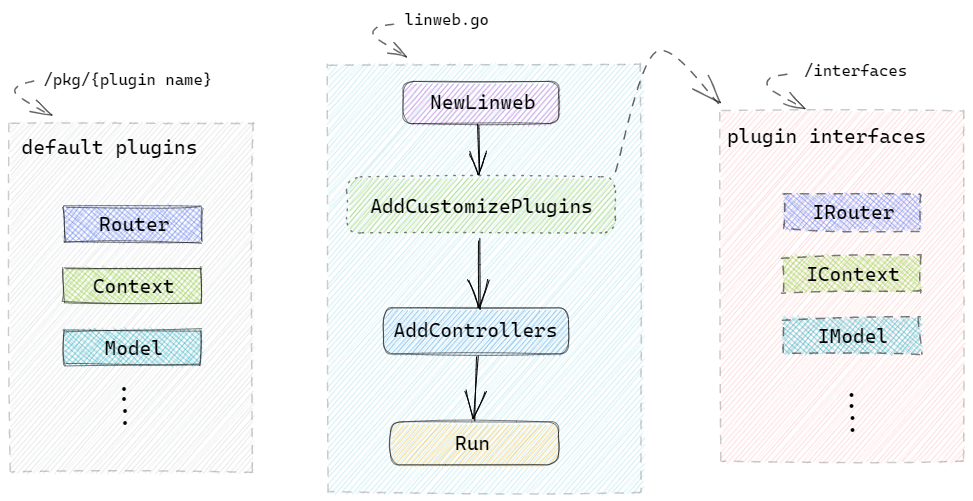 /pkg/{plugin name}
default plugins
Router
Context
Model
linweb.go
NewLinweb
AddCustomizePlugins
AddControllers
Run
/interfaces
plugin interfaces
IRouter
IContext
IModel